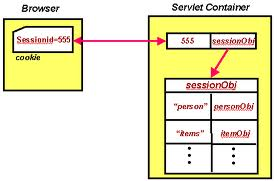 Browser
Servlet Container
Sessionid=555
cookie
555 sessionObj
sessionObj
"person" personObj
"items" itemObj